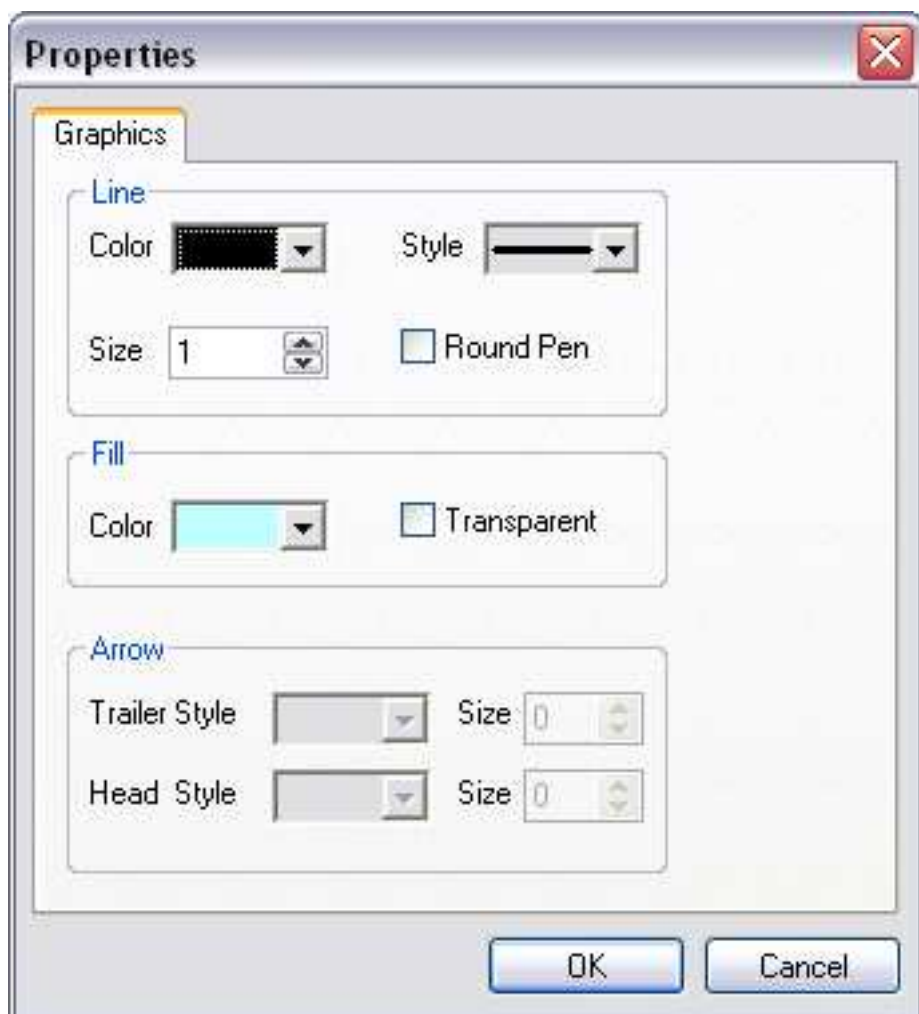 Properties
Graphics
Line
Color Style
Size 1 Round Pen
Fill
Color Transparent
Arrow
Trailer Style Size 0
Head Style Size 0
OK Cancel